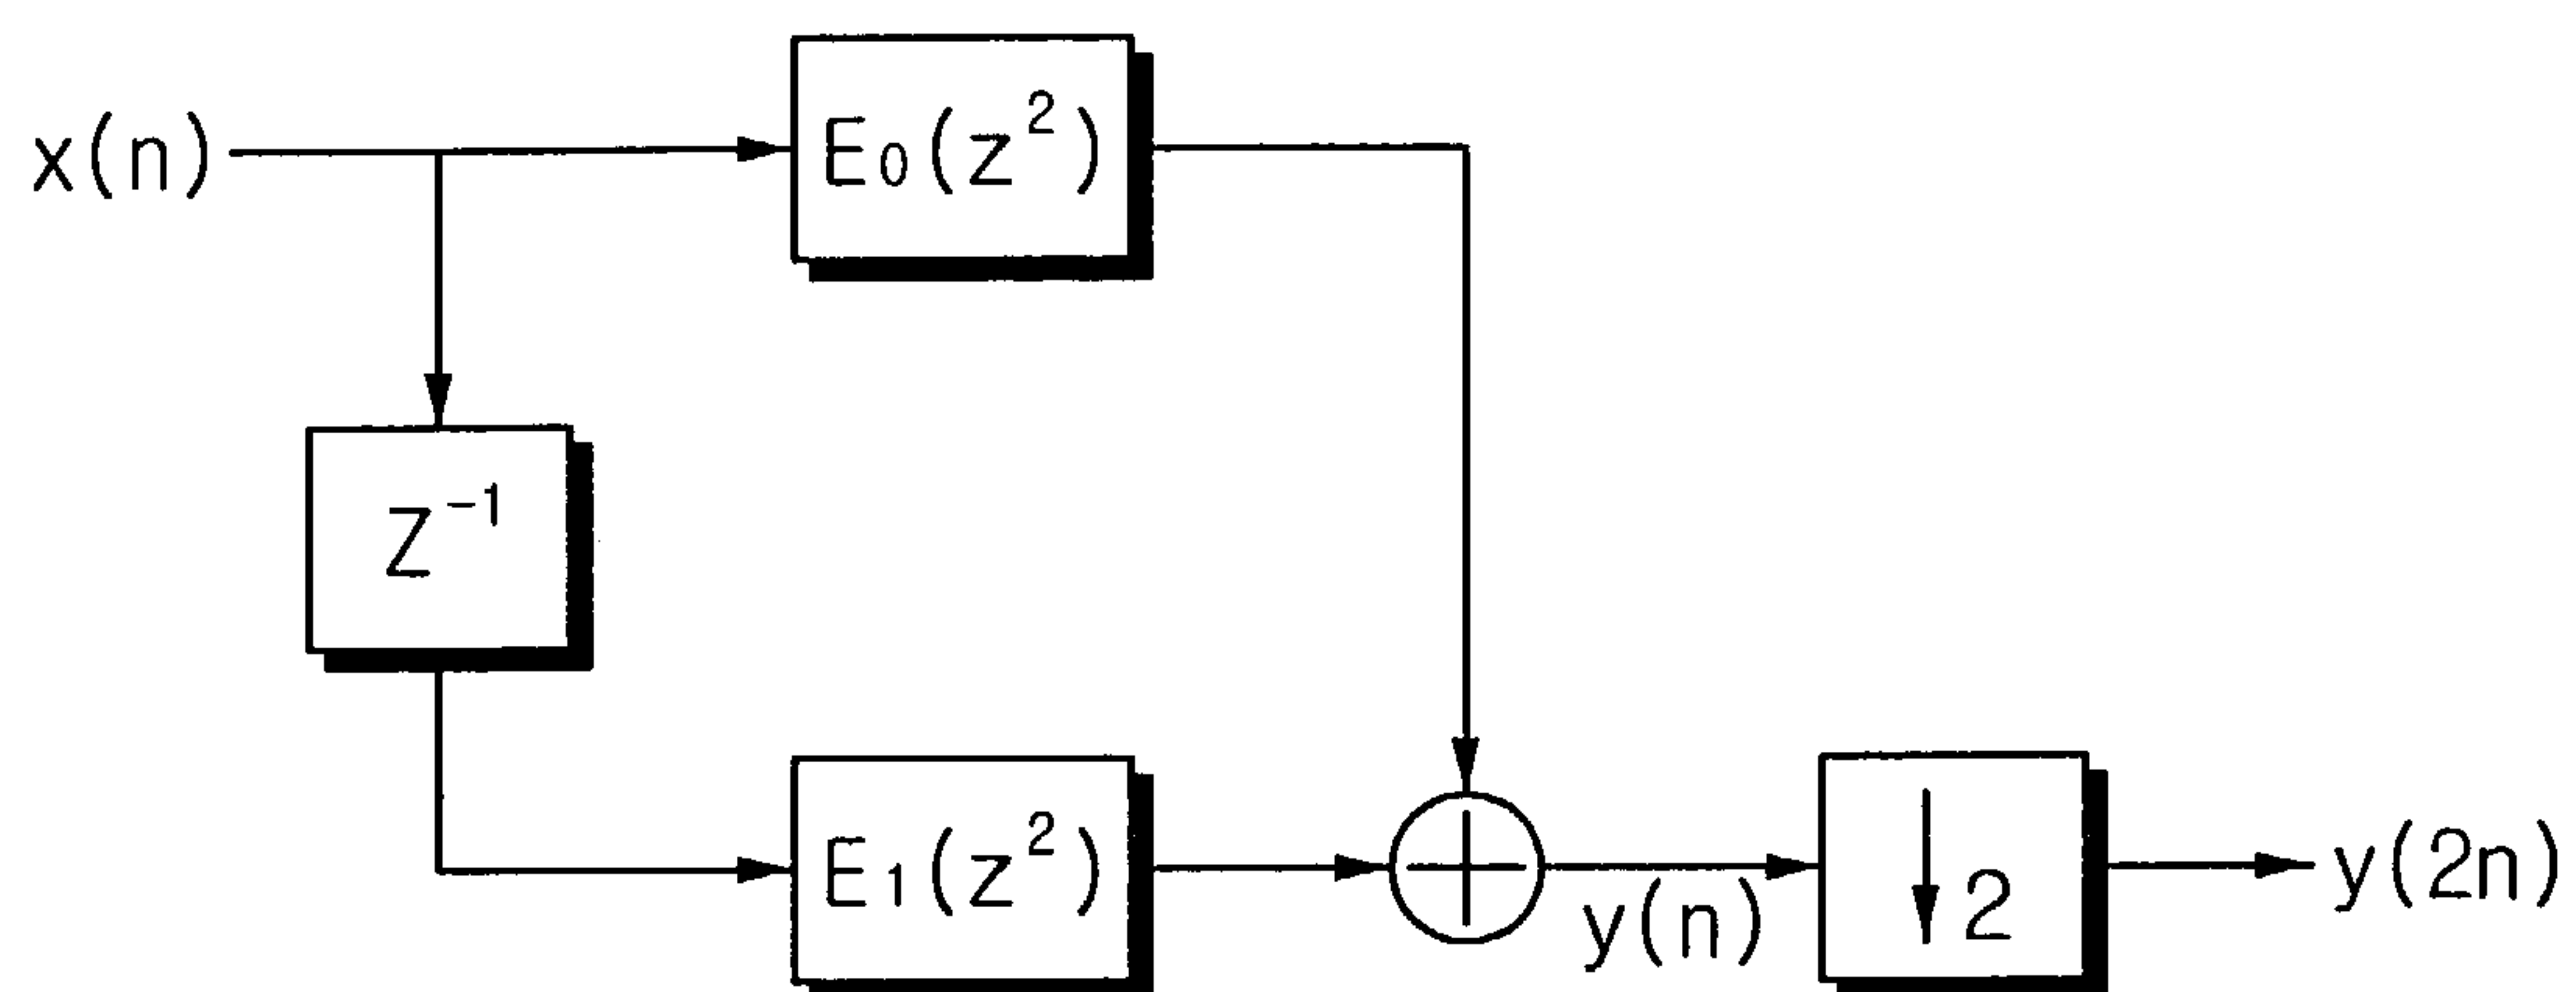 x(n)
E₀(z²)
Z⁻¹
E₁(z²)
y(n)
↓2
y(2n)